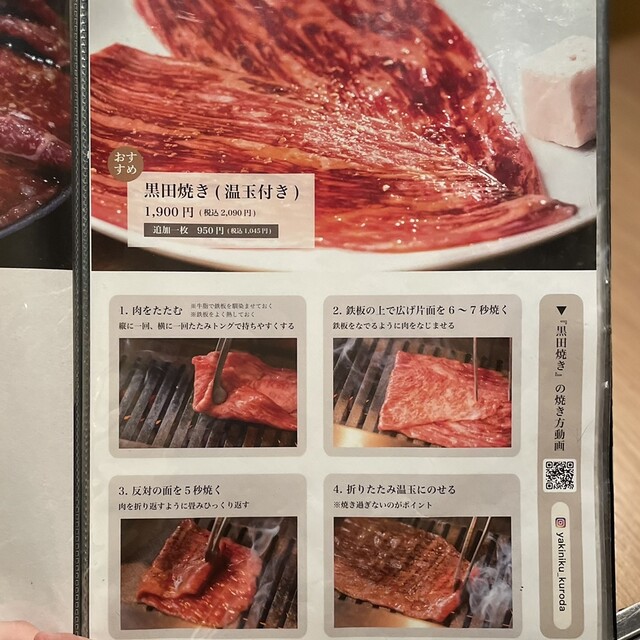 おす
すめ
黒田焼き(温玉付き)
1,900円(税込2,090円)
追加一枚 950円(税込1,045円)
1. 肉をたたむ
※牛脂で鉄板を馴染ませておく
※鉄板をよく熱しておく
縦に一回、横に一回たたみトングで持ちやすくする
2. 鉄板の上で広げ片面を6〜7秒焼く
鉄板をなでるように肉をなじませる
3. 反対の面を5秒焼く
肉を折り返すように畳みひっくり返す
4. 折りたたみ温玉にのせる
※焼き過ぎないのがポイント
▼『黒田焼き』の焼き方動画
yakiniku_kuroda